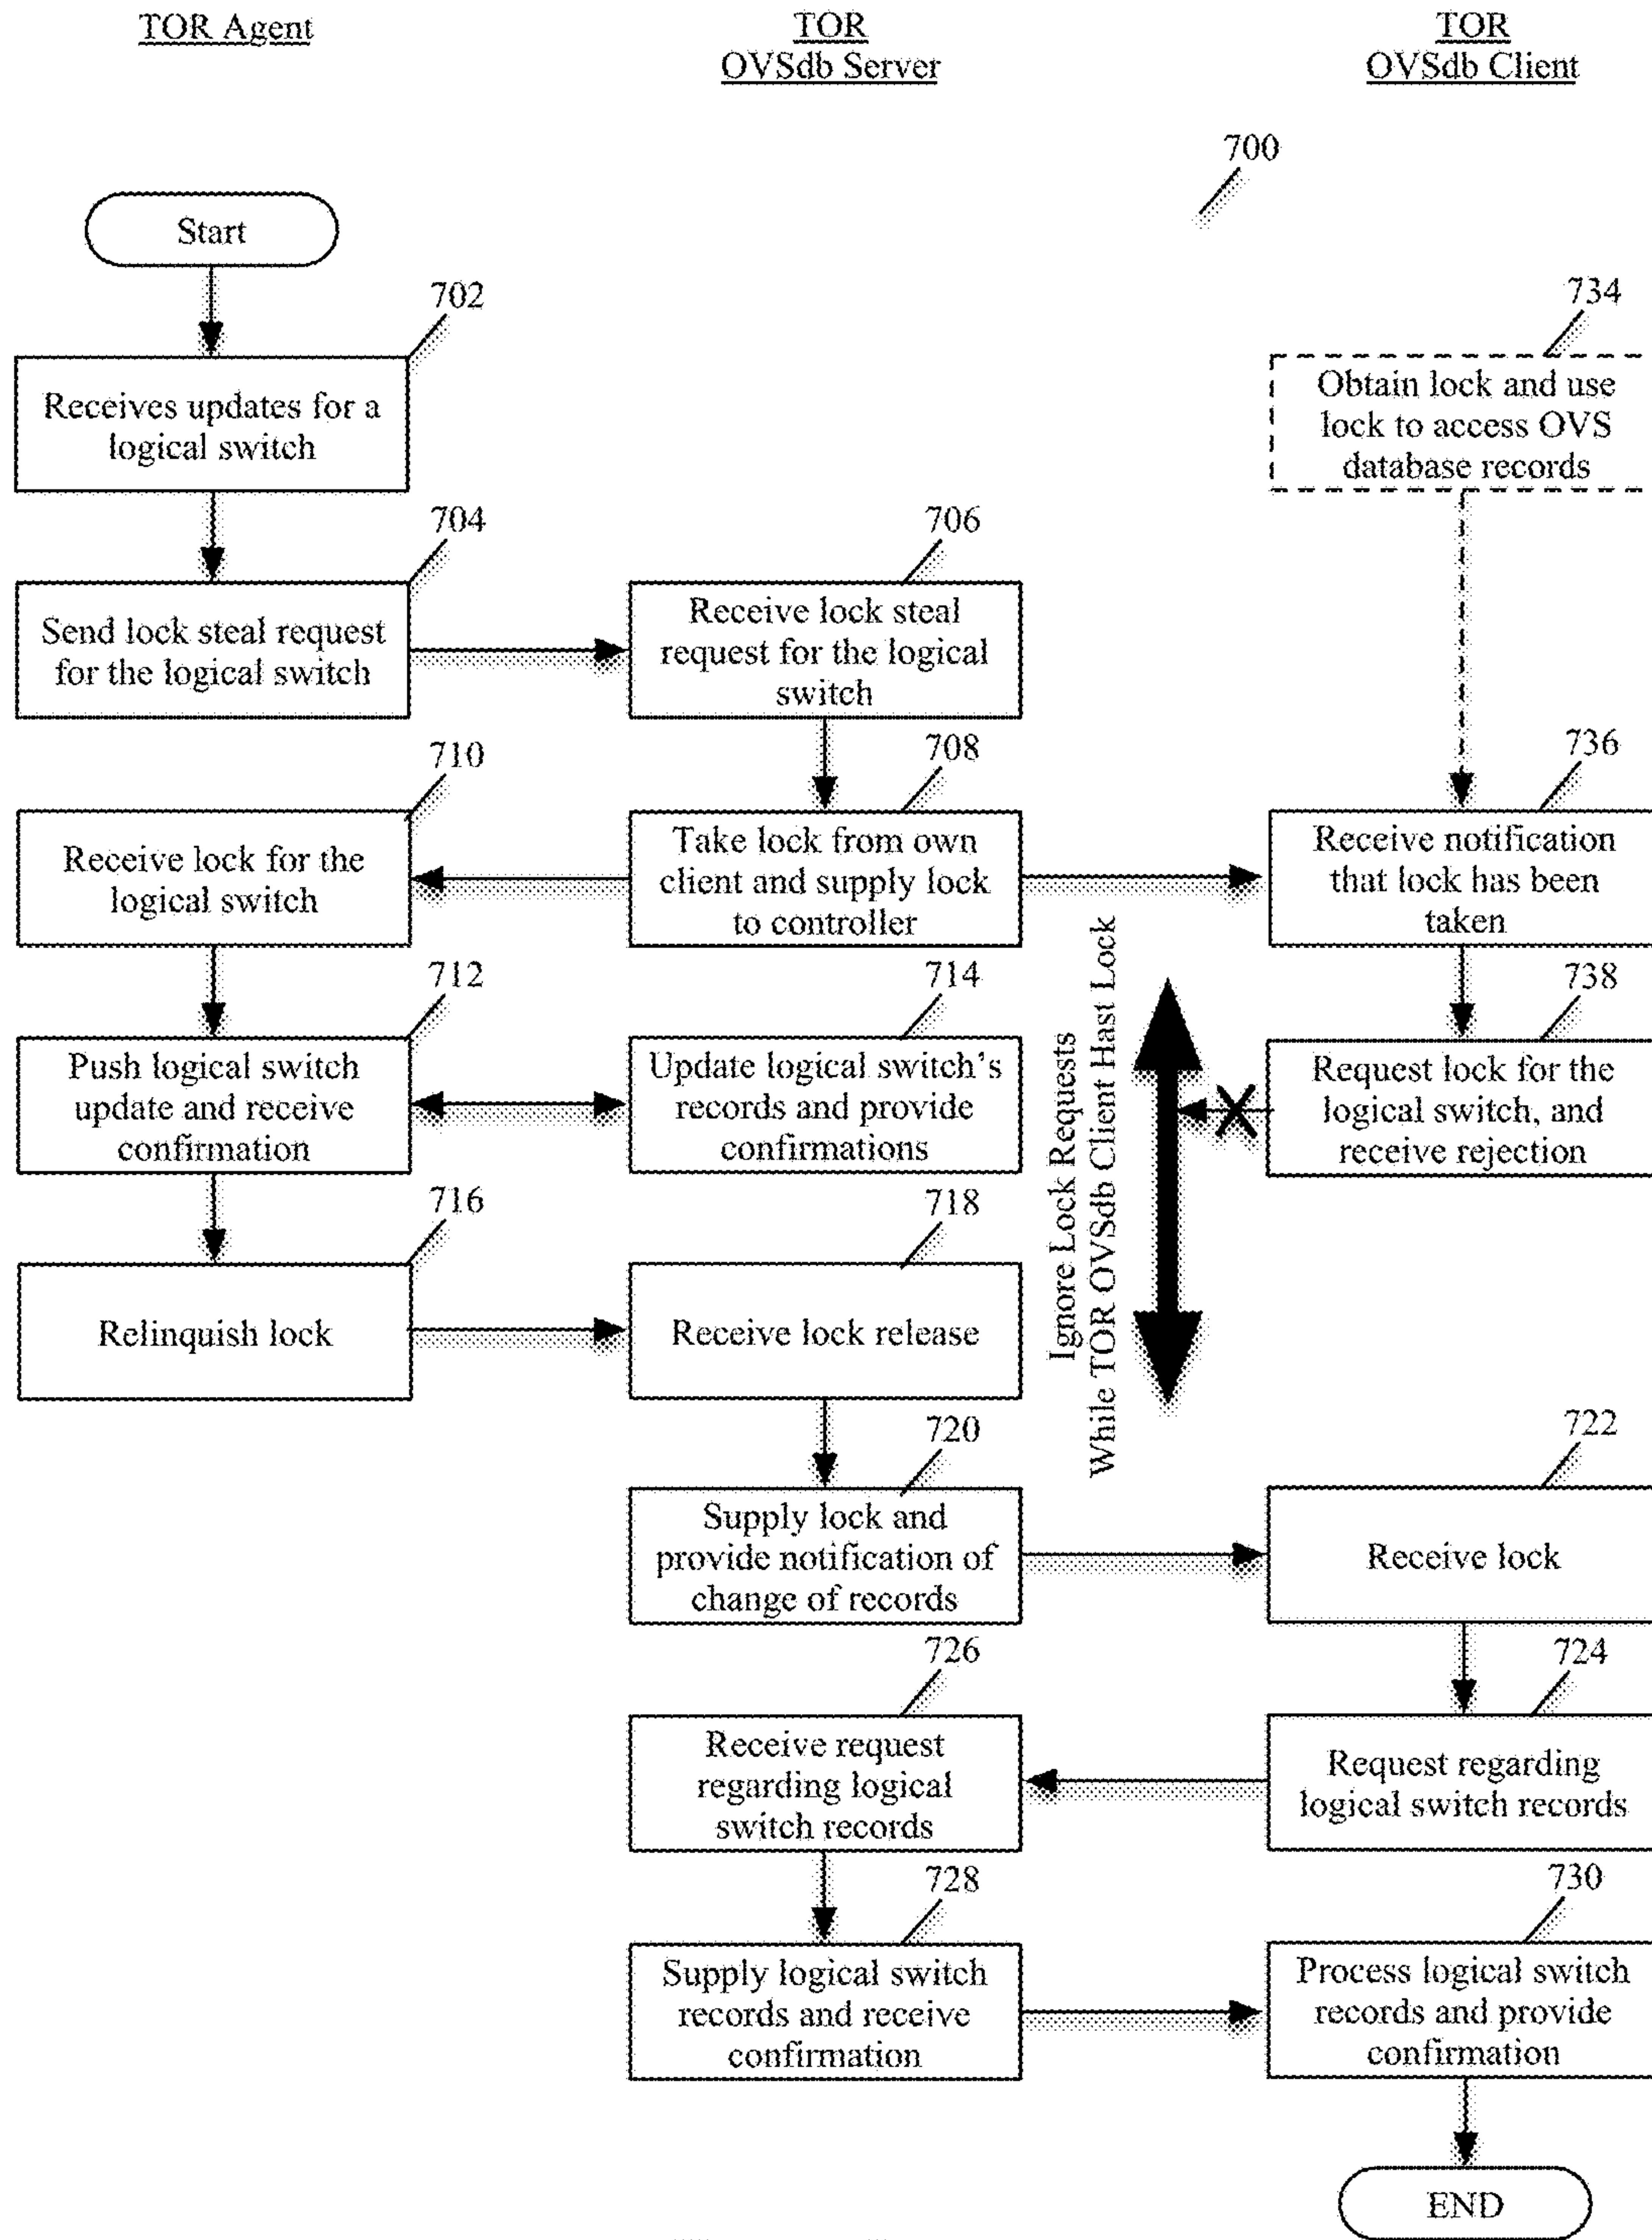 TOR Agent
TOR
OVSdb Server
TOR
OVSdb Client
700
Start
702
734
Receives updates for a
logical switch
Obtain lock and use
lock to access OVS
database records
704
706
Send lock steal request
for the logical switch
Receive lock steal
request for the logical
switch
710
708
736
Receive lock for the
logical switch
Take lock from own
client and supply lock
to controller
Receive notification
that lock has been
taken
712
714
738
Push logical switch
update and receive
confirmation
Update logical switch's
records and provide
confirmations
Ignore Lock Requests
While TOR OVSdb Client Hast Lock
Request lock for the
logical switch, and
receive rejection
716
718
Relinquish lock
Receive lock release
720
722
Supply lock and
provide notification of
change of records
Receive lock
726
724
Receive request
regarding logical
switch records
Request regarding
logical switch records
728
730
Supply logical switch
records and receive
confirmation
Process logical switch
records and provide
confirmation
END